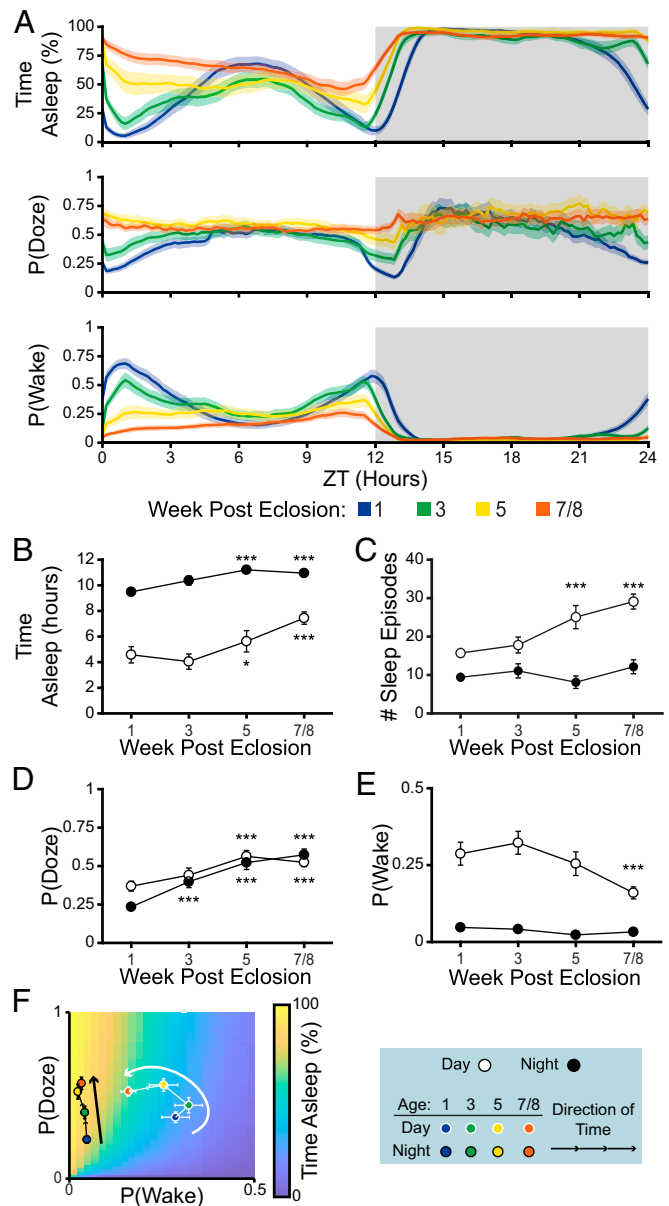 A
Time
Asleep (%)
100
75
50
25
0
P(Doze)
1
0.75
0.5
0.25
0
P(Wake)
1
0.75
0.5
0.25
0
0 3 6 9 12 15 18 21 24
ZT (Hours)
Week Post Eclosion: 1 3 5 7/8
B
Time
Asleep (hours)
12
10
8
6
4
2
0
*** ***
*
***
1 3 5 7/8
Week Post Eclosion
C
# Sleep Episodes
40
30
20
10
0
*** ***
1 3 5 7/8
Week Post Eclosion
D
P(Doze)
1
0.75
0.5
0.25
0
*** ***
*** *** ***
1 3 5 7/8
Week Post Eclosion
E
P(Wake)
0.5
0.25
0
***
1 3 5 7/8
Week Post Eclosion
F
P(Doze)
1
0
0 0.5
P(Wake)
100
0
Time Asleep (%)
Day Night
Age: 1 3 5 7/8
Day
Night
Direction of
Time